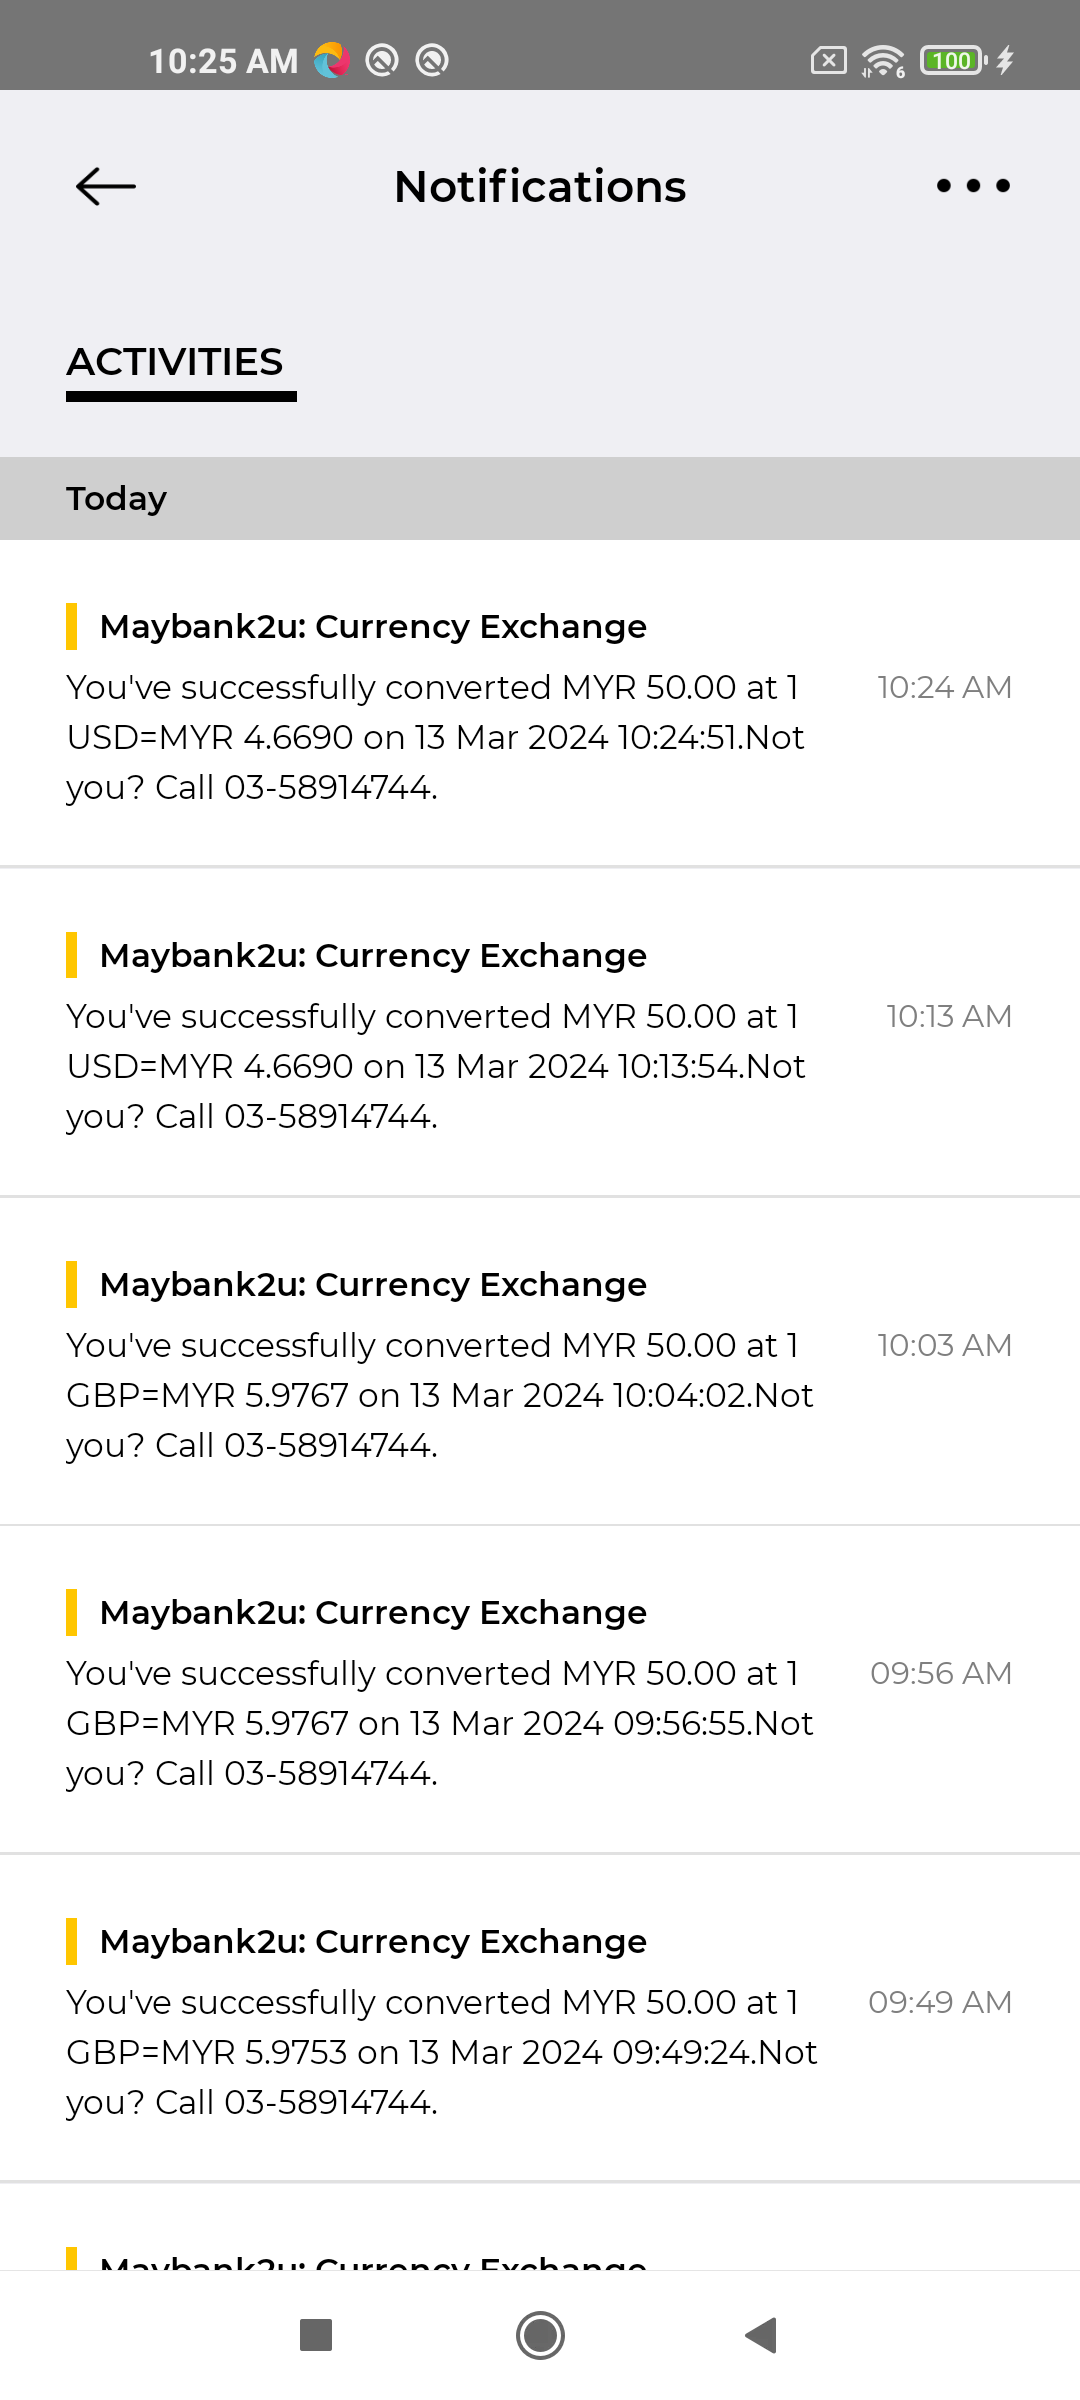 10:25 AM
6
100
Notifications
ACTIVITIES
Today
Maybank2u: Currency Exchange
You've successfully converted MYR 50.00 at 1
10:24 AM
USD=MYR 4.6690 on 13 Mar 2024 10:24:51.Not
you? Call 03-58914744.
Maybank2u: Currency Exchange
You've successfully converted MYR 50.00 at 1
10:13 AM
USD=MYR 4.6690 on 13 Mar 2024 10:13:54.Not
you? Call 03-58914744.
Maybank2u: Currency Exchange
You've successfully converted MYR 50.00 at 1
10:03 AM
GBP=MYR 5.9767 on 13 Mar 2024 10:04:02.Not
you? Call 03-58914744.
Maybank2u: Currency Exchange
You've successfully converted MYR 50.00 at 1
09:56 AM
GBP=MYR 5.9767 on 13 Mar 2024 09:56:55.Not
you? Call 03-58914744.
Maybank2u: Currency Exchange
You've successfully converted MYR 50.00 at 1
09:49 AM
GBP=MYR 5.9753 on 13 Mar 2024 09:49:24.Not
you? Call 03-58914744.
Maybank2u: Currency Exchange